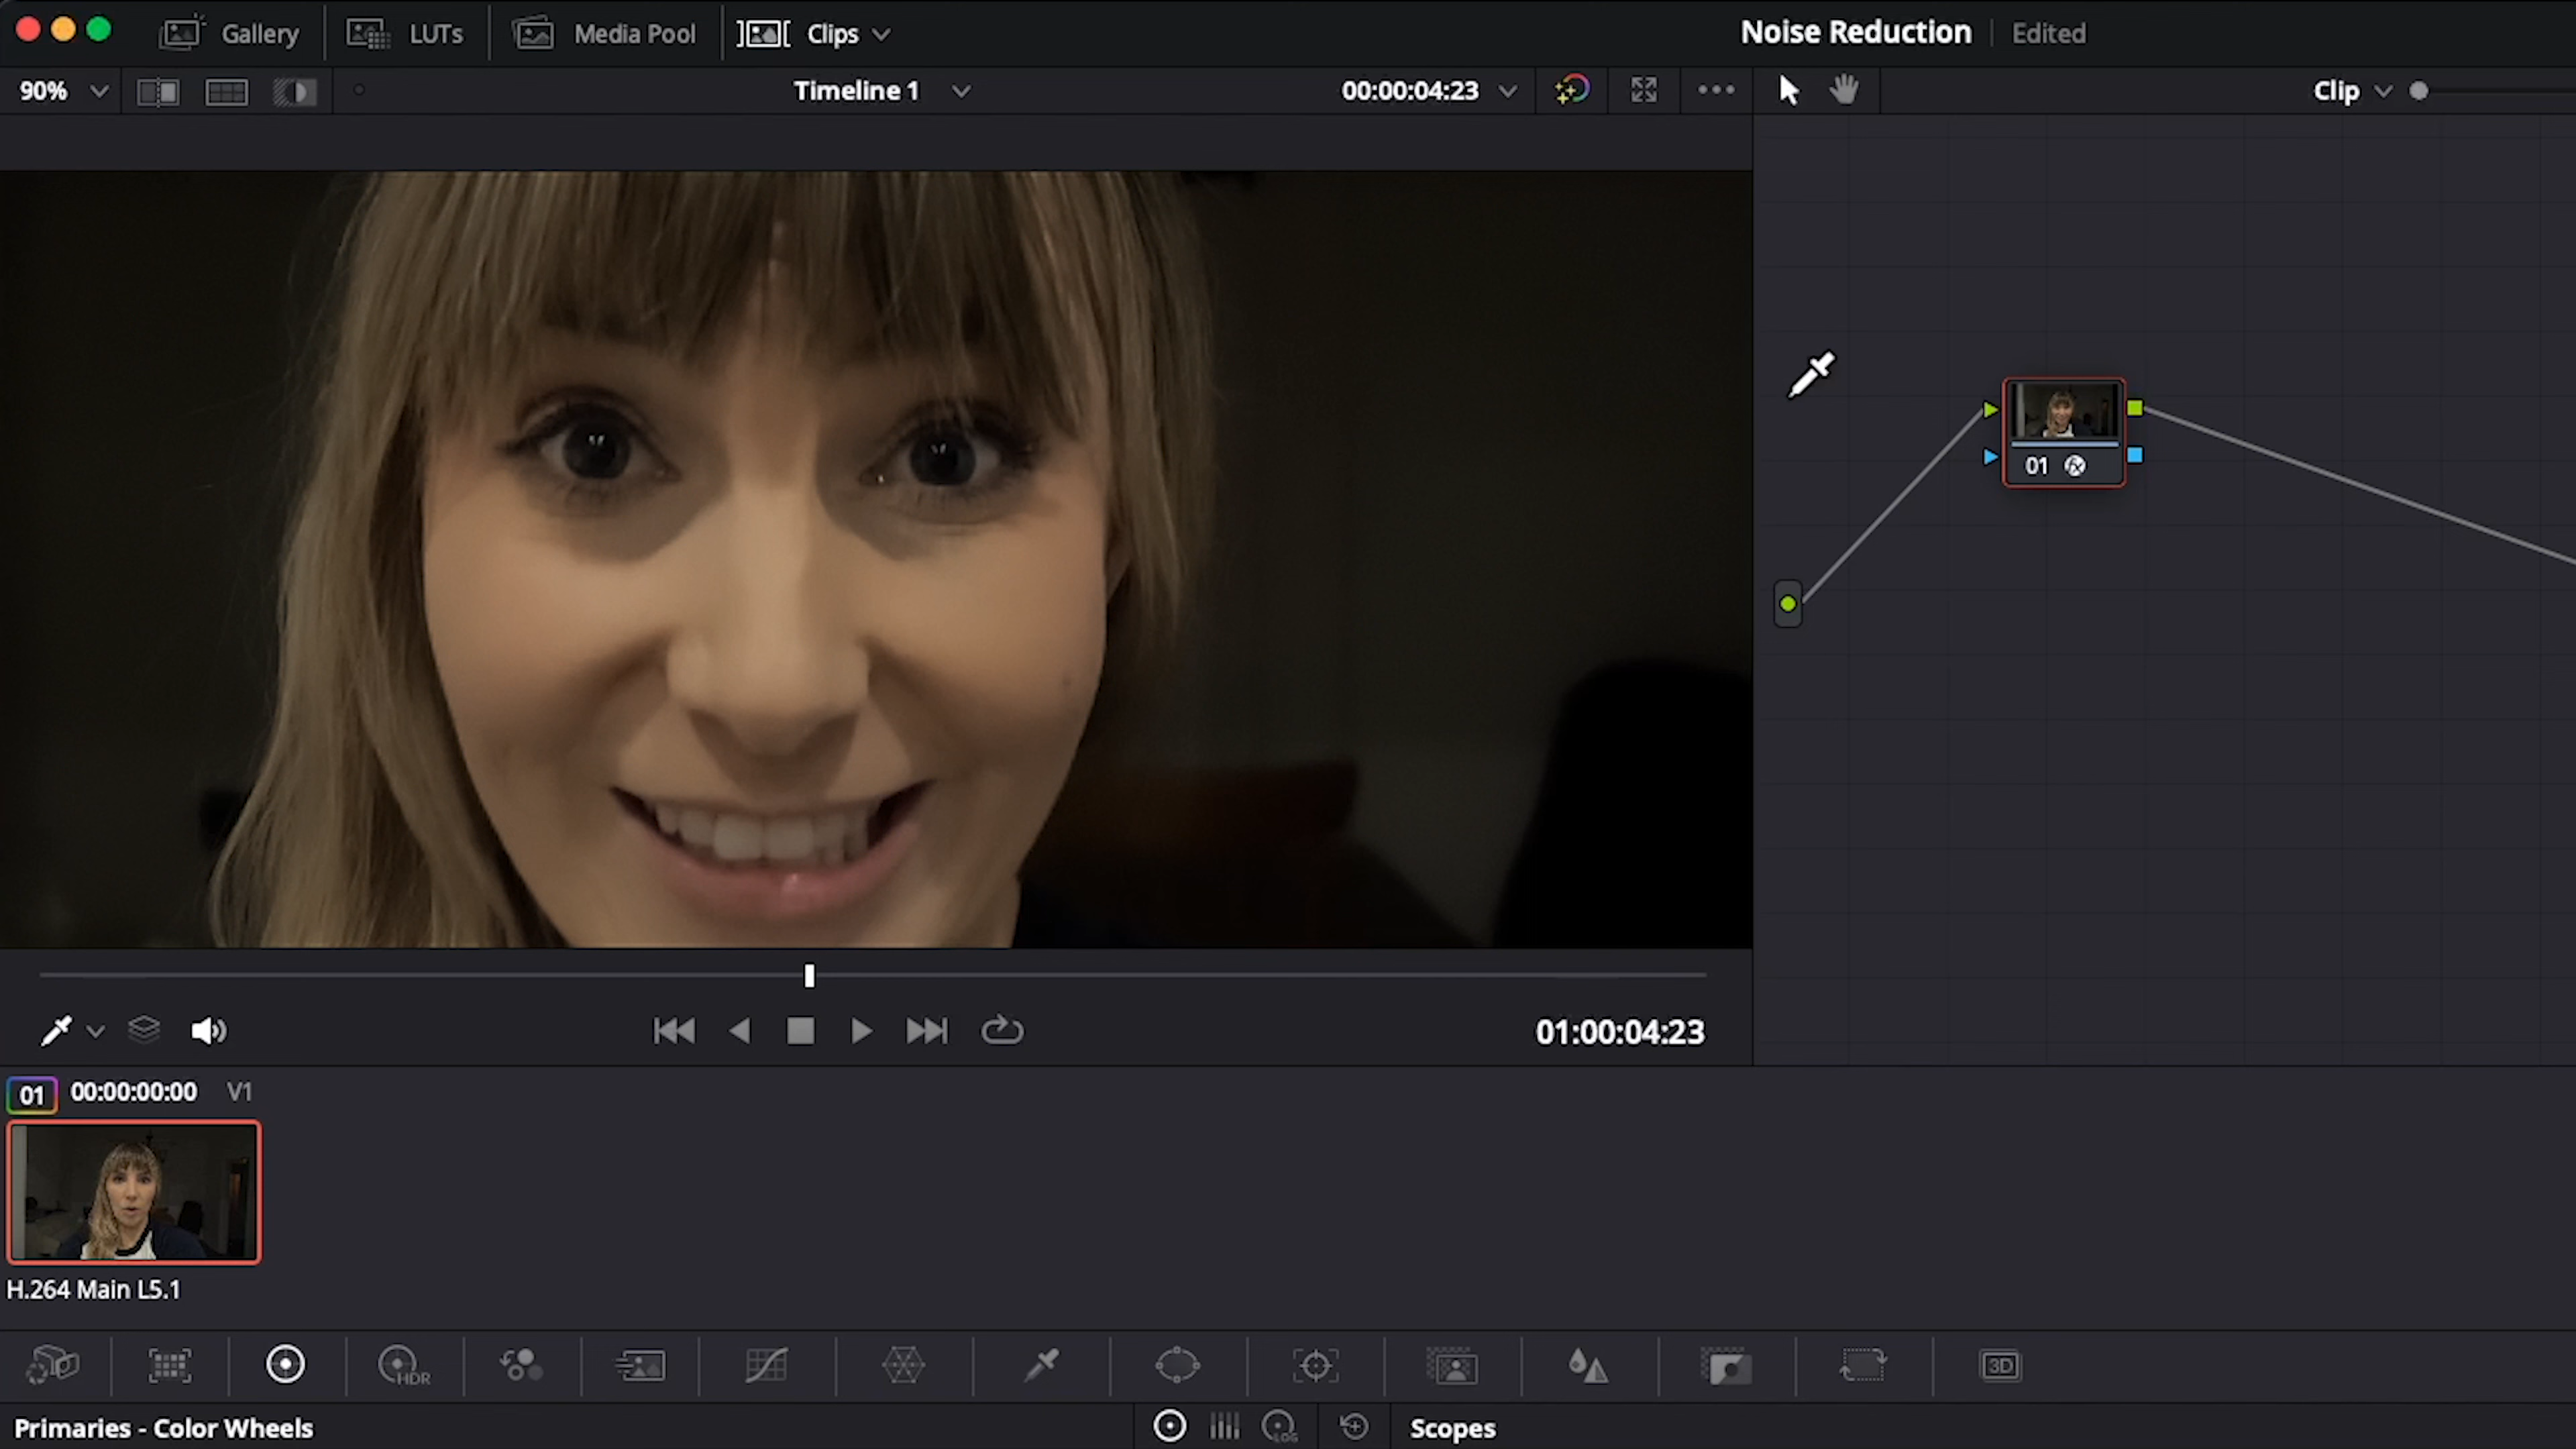 Gallery LUTs Media Pool Clips Noise Reduction Edited
90% Timeline 1 00:00:04:23 Clip
01
01:00:04:23
01 00:00:00:00 V1
H.264 Main L5.1
HDR 3D
Primaries - Color Wheels LOG Scopes